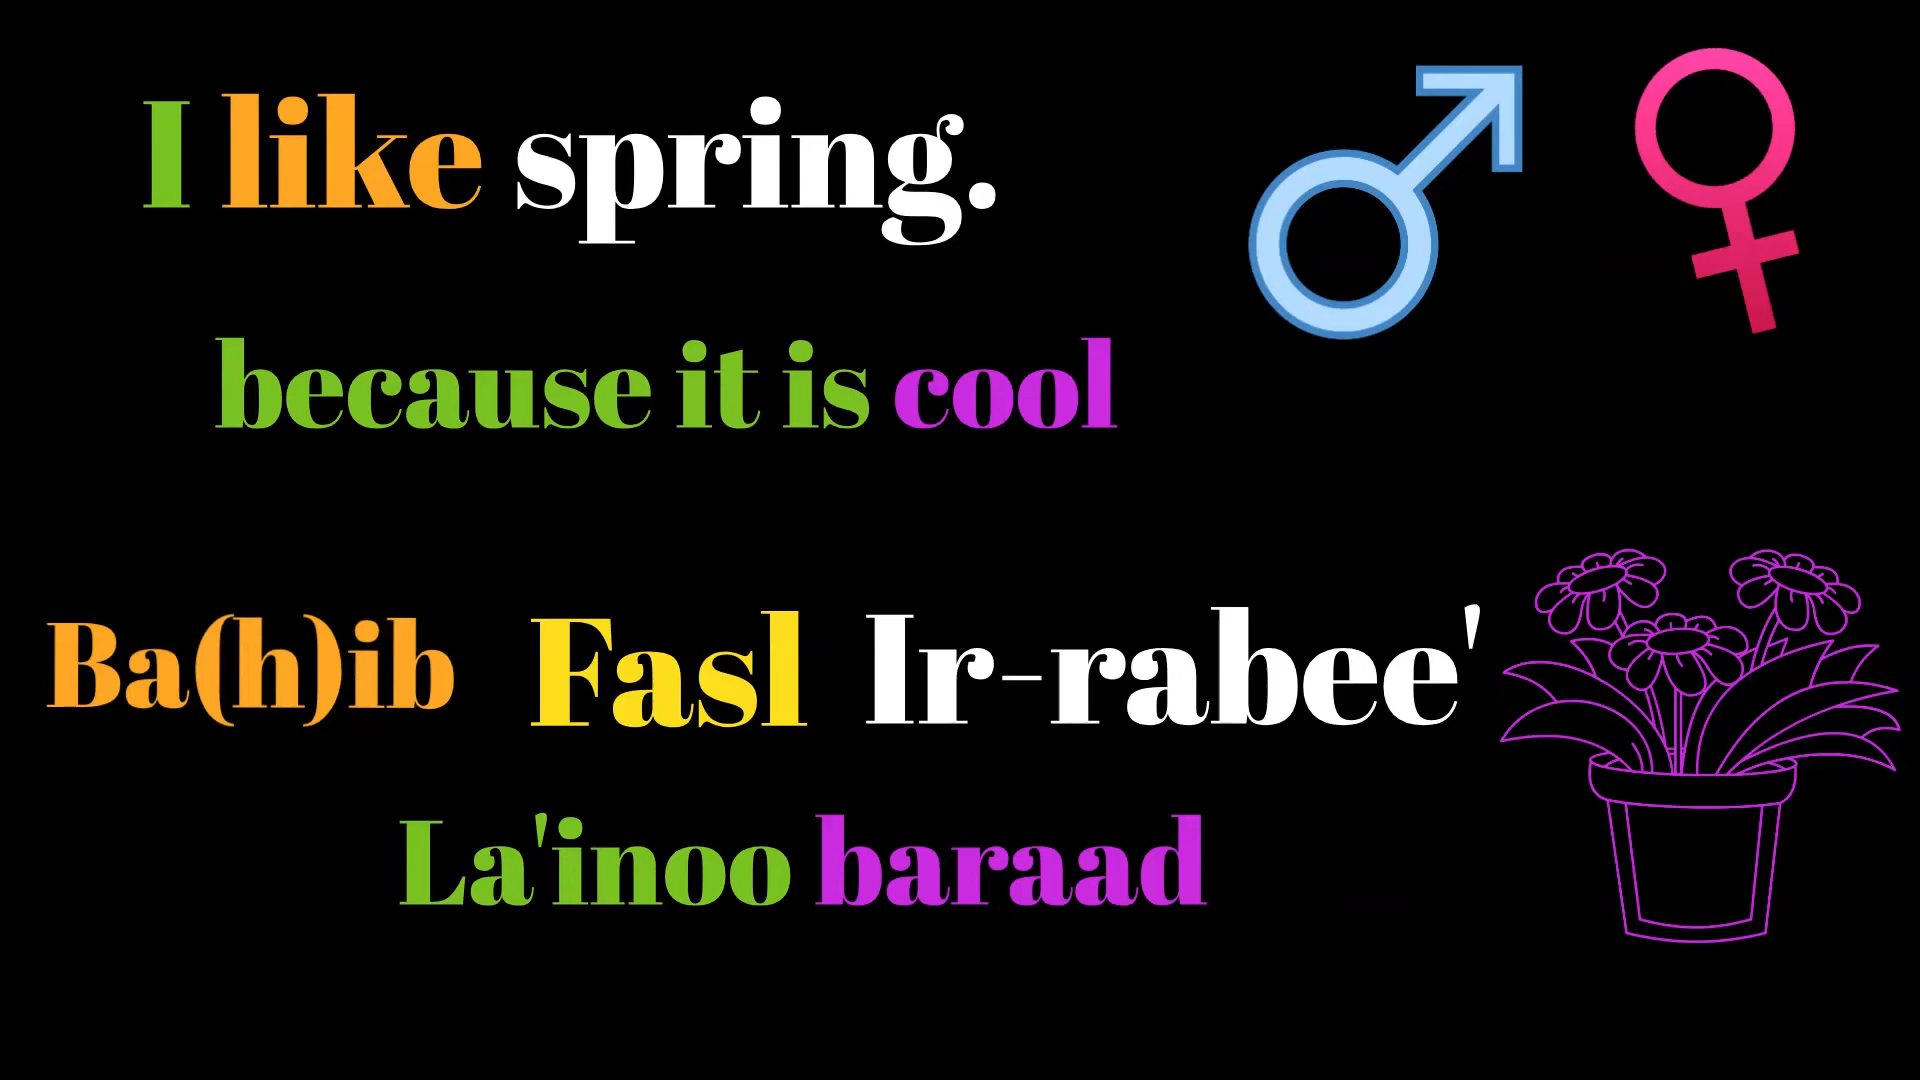 I like spring.
because it is cool
Ba(h)ib Fasl Ir-rabee'
La'inoo baraad